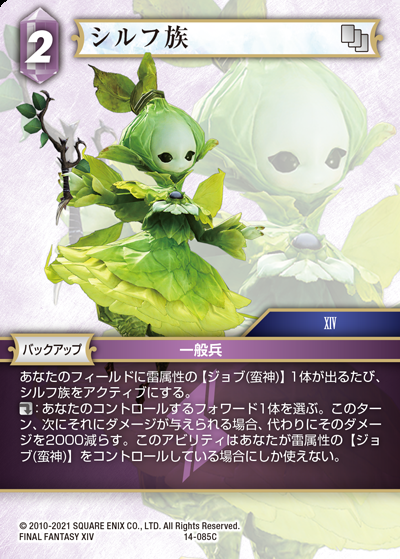 2
シルフ族
XIV
バックアップ
一般兵
あなたのフィールドに雷属性の【ジョブ(蛮神)】1体が出るたび、
シルフ族をアクティブにする。
：あなたのコントロールするフォワード1体を選ぶ。このター
ン、次にそれにダメージが与えられる場合、代わりにそのダメー
ジを2000減らす。このアビリティはあなたが雷属性の【ジョ
ブ(蛮神)】をコントロールしている場合にしか使えない。
© 2010-2021 SQUARE ENIX CO., LTD. All Rights Reserved.
FINAL FANTASY XIV
14-085C